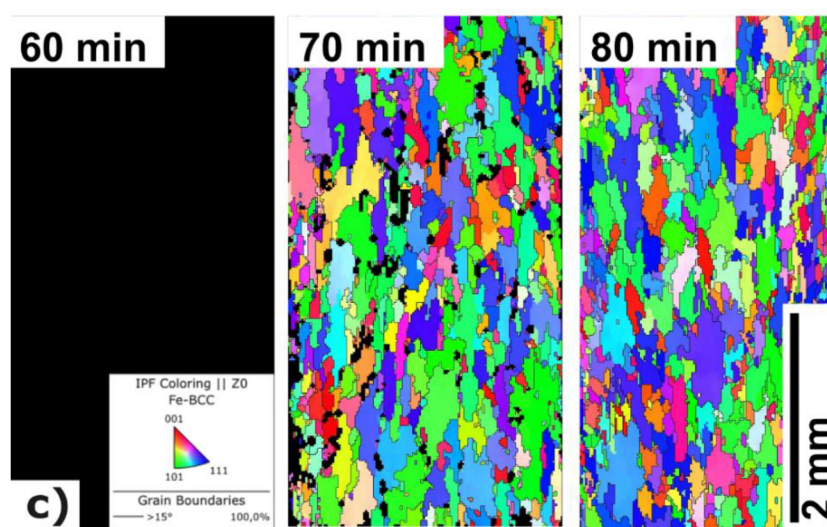 60 min
70 min
80 min
IPF Coloring || Z0
Fe-BCC
001
101
111
Grain Boundaries
>15° 100,0%
c)
2 mm